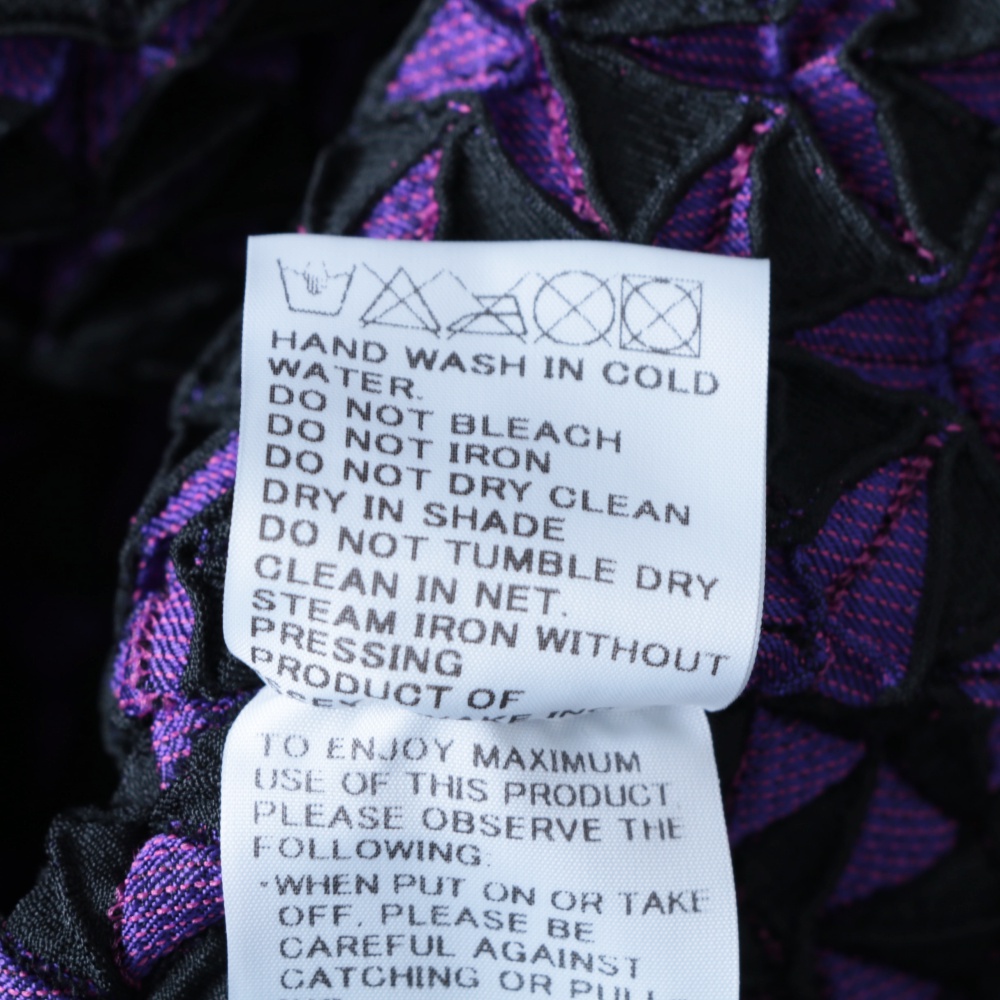 HAND WASH IN COLD
WATER.
DO NOT BLEACH
DO NOT IRON
DO NOT DRY CLEAN
DRY IN SHADE
DO NOT TUMBLE DRY
CLEAN IN NET.
STEAM IRON WITHOUT
PRESSING
PRODUCT OF
TO ENJOY MAXIMUM
USE OF THIS PRODUCT
PLEASE OBSERVE THE
FOLLOWING:
-WHEN PUT ON OR TAKE
OFF, PLEASE BE
CAREFUL AGAINST
CATCHING OR